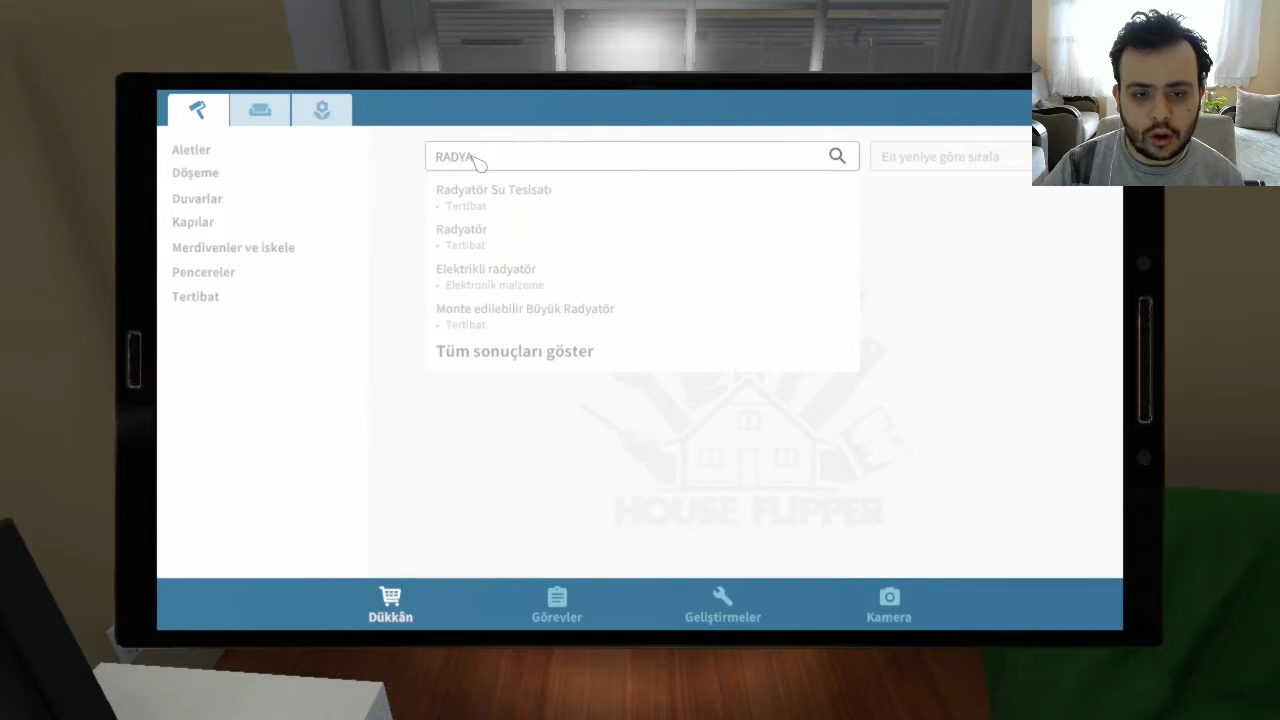 RADYA
En yeniye göre sırala
Aletler
Döşeme
Duvarlar
Kapılar
Merdivenler ve iskele
Pencereler
Tertibat
Radyatör Su Tesisatı
• Tertibat
Radyatör
• Tertibat
Elektrikli radyatör
• Elektronik malzeme
Monte edilebilir Büyük Radyatör
• Tertibat
Tüm sonuçları göster
HOUSE FLIPPER
Dükkân
Görevler
Geliştirmeler
Kamera